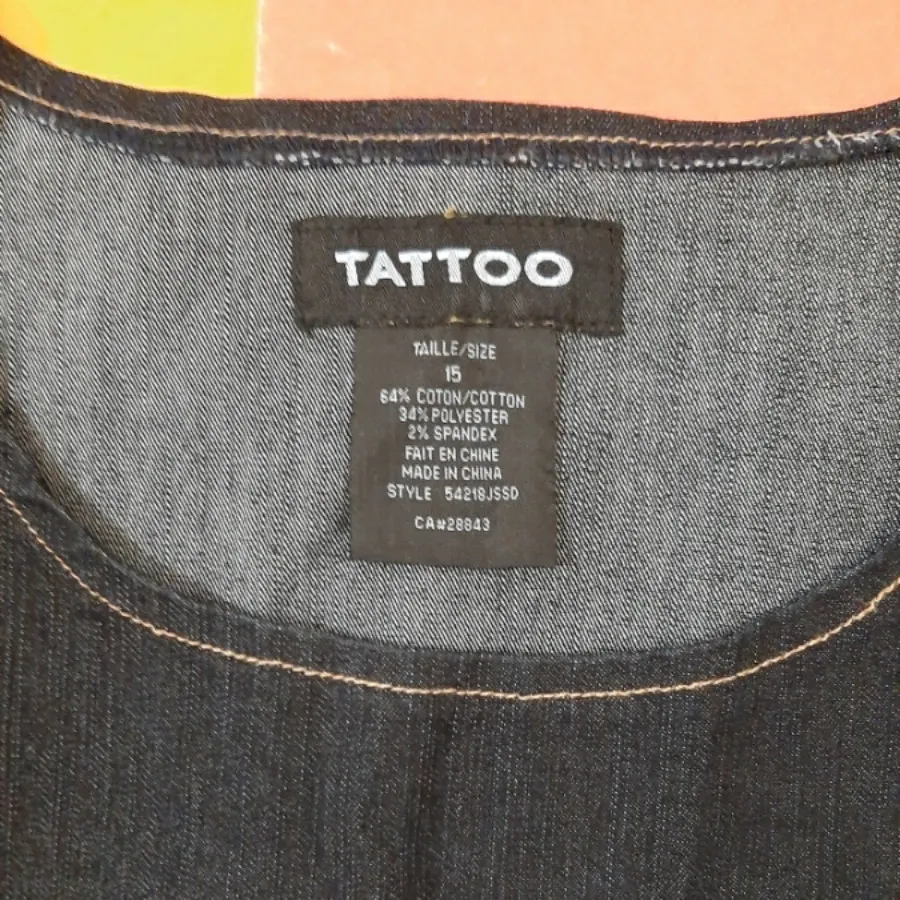 TATTOO
TAILLE/SIZE
15
64% COTON/COTTON
34% POLYESTER
2% SPANDEX
FAIT EN CHINE
MADE IN CHINA
STYLE 54218JSSD
CA#28843